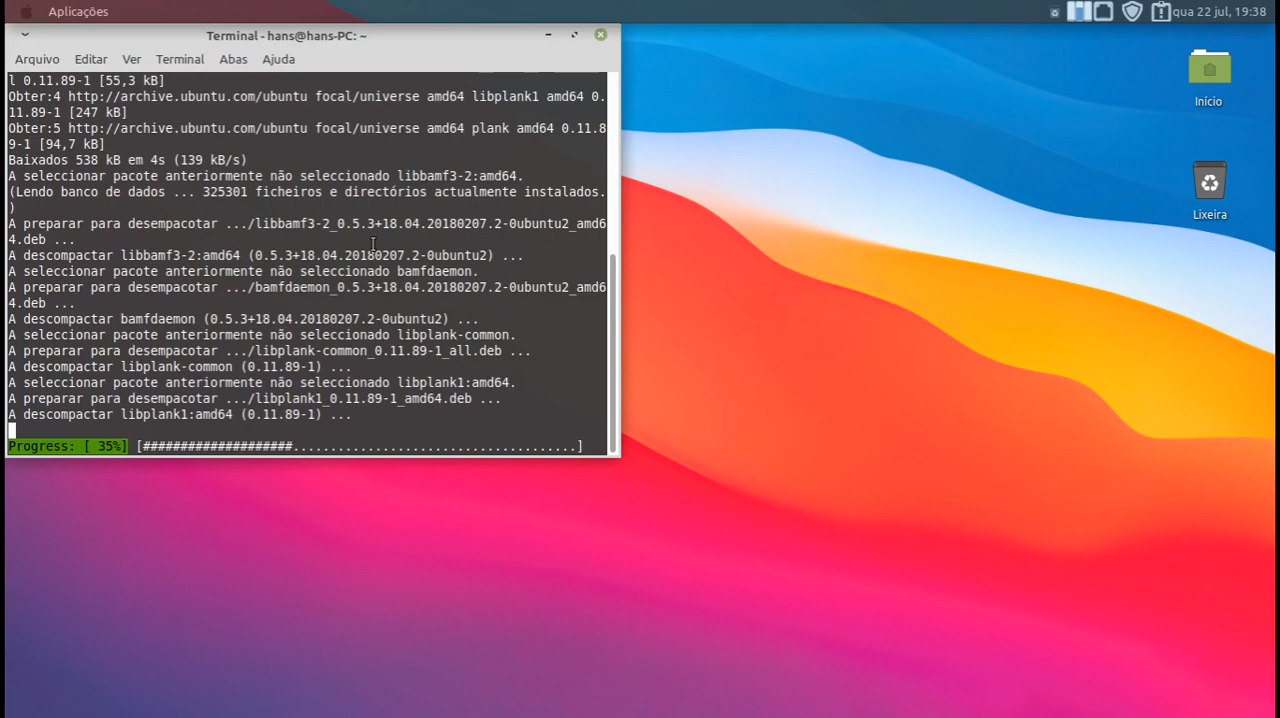 Aplicações
qua 22 jul, 19:38
Terminal - hans@hans-PC: ~
Arquivo Editar Ver Terminal Abas Ajuda
l 0.11.89-1 [55,3 kB]
Obter:4 http://archive.ubuntu.com/ubuntu focal/universe amd64 libplank1 amd64 0.
11.89-1 [247 kB]
Obter:5 http://archive.ubuntu.com/ubuntu focal/universe amd64 plank amd64 0.11.8
9-1 [94,7 kB]
Baixados 538 kB em 4s (139 kB/s)
A seleccionar pacote anteriormente não seleccionado libbamf3-2:amd64.
(Lendo banco de dados ... 325301 ficheiros e directórios actualmente instalados.
)
A preparar para desempacotar .../libbamf3-2_0.5.3+18.04.20180207.2-0ubuntu2_amd6
4.deb ...
A descompactar libbamf3-2:amd64 (0.5.3+18.04.20180207.2-0ubuntu2) ...
A seleccionar pacote anteriormente não seleccionado bamfdaemon.
A preparar para desempacotar .../bamfdaemon_0.5.3+18.04.20180207.2-0ubuntu2_amd6
4.deb ...
A descompactar bamfdaemon (0.5.3+18.04.20180207.2-0ubuntu2) ...
A seleccionar pacote anteriormente não seleccionado libplank-common.
A preparar para desempacotar .../libplank-common_0.11.89-1_all.deb ...
A descompactar libplank-common (0.11.89-1) ...
A seleccionar pacote anteriormente não seleccionado libplank1:amd64.
A preparar para desempacotar .../libplank1_0.11.89-1_amd64.deb ...
A descompactar libplank1:amd64 (0.11.89-1) ...
Progress: [ 35%] [####################......................................]
Início
Lixeira